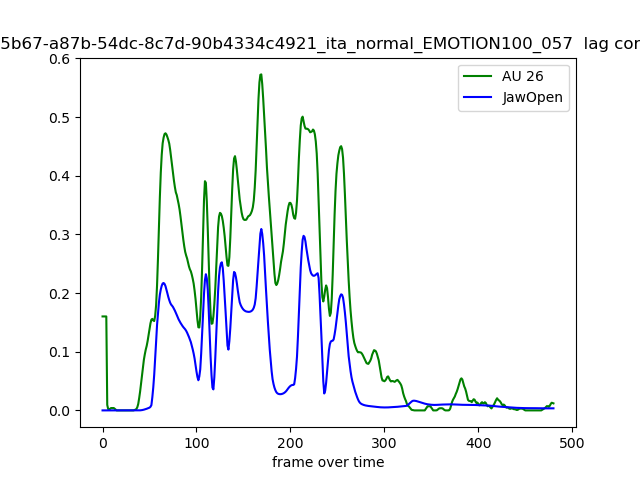 5b67-a87b-54dc-8c7d-90b4334c4921_ita_normal_EMOTION100_057 lag cor
AU 26
JawOpen
0.6
0.5
0.4
0.3
0.2
0.1
0.0
0 100 200 300 400 500
frame over time